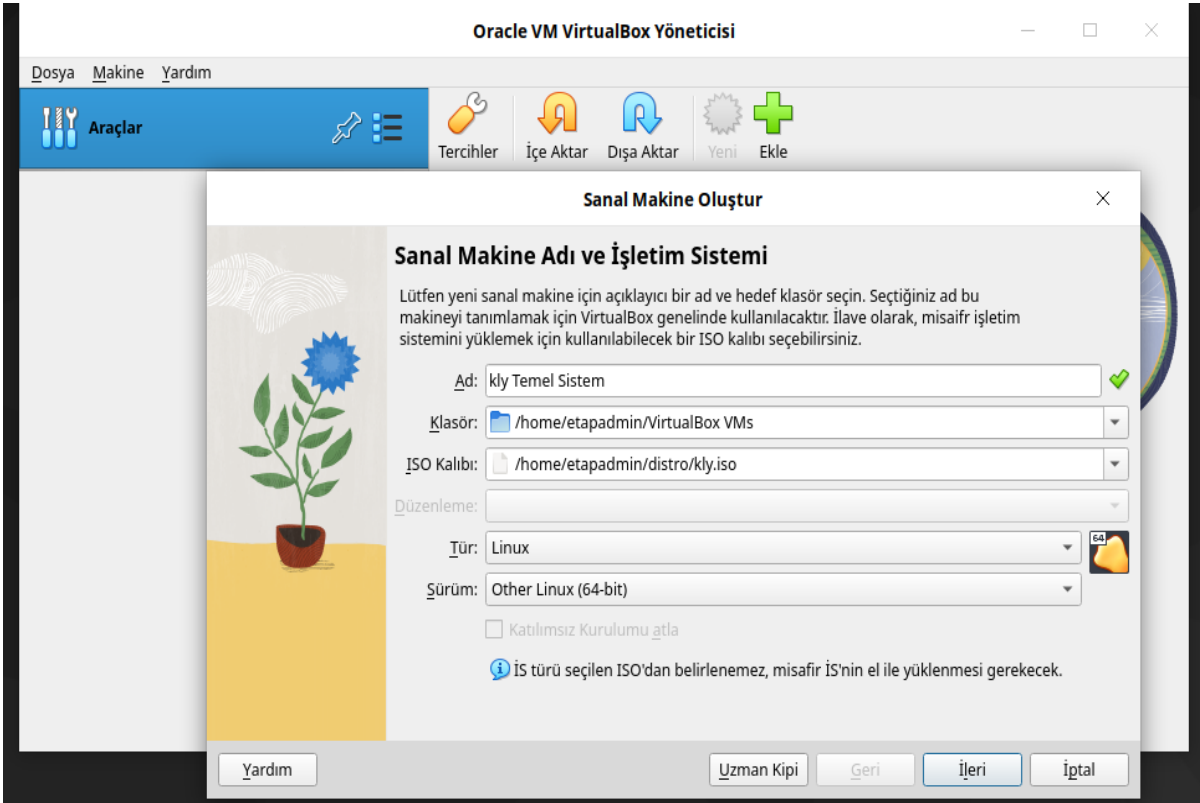 Oracle VM VirtualBox Yöneticisi
Dosya Makine Yardım
Araçlar
Tercihler İçe Aktar Dışa Aktar Yeni Ekle
Sanal Makine Oluştur
Sanal Makine Adı ve İşletim Sistemi
Lütfen yeni sanal makine için açıklayıcı bir ad ve hedef klasör seçin. Seçtiğiniz ad bu
makineyi tanımlamak için VirtualBox genelinde kullanılacaktır. İlave olarak, misaifr işletim
sistemini yüklemek için kullanılabilecek bir ISO kalıbı seçebilirsiniz.
Ad: kly Temel Sistem
Klasör: /home/etapadmin/VirtualBox VMs
ISO Kalıbı: /home/etapadmin/distro/kly.iso
Düzenleme:
Tür: Linux
64
Sürüm: Other Linux (64-bit)
Katılımsız Kurulumu atla
İS türü seçilen ISO'dan belirlenemez, misafir İS'nin el ile yüklenmesi gerekecek.
Yardım Uzman Kipi Geri İleri İptal